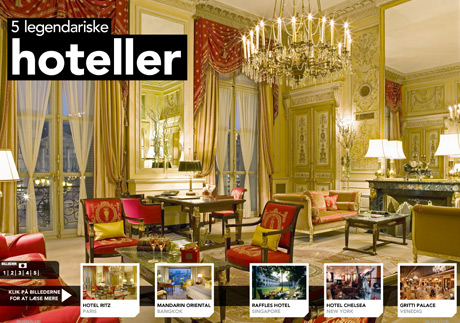 5 legendariske
hoteller
BILLEDER
1|2|3|4|5|
KLIK PÅ BILLEDERNE
FOR AT LÆSE MERE
HOTEL RITZ
PARIS
MANDARIN ORIENTAL
BANGKOK
RAFFLES HOTEL
SINGAPORE
HOTEL CHELSEA
NEW YORK
GRITTI PALACE
VENEDIG